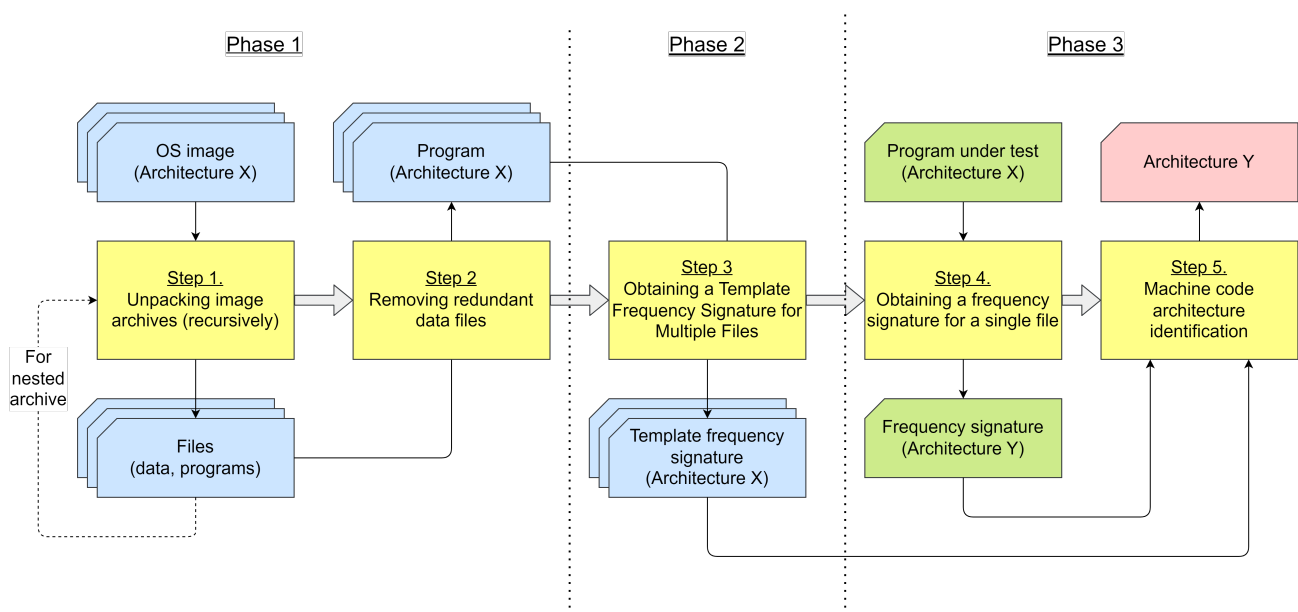 Phase 1
Phase 2
Phase 3
OS image
(Architecture X)
Program
(Architecture X)
Program under test
(Architecture X)
Architecture Y
Step 1.
Unpacking image
archives (recursively)
Step 2
Removing redundant
data files
Step 3
Obtaining a Template
Frequency Signature for
Multiple Files
Step 4.
Obtaining a frequency
signature for a single file
Step 5.
Machine code
architecture
identification
For
nested
archive
Files
(data, programs)
Template frequency
signature
(Architecture X)
Frequency signature
(Architecture Y)